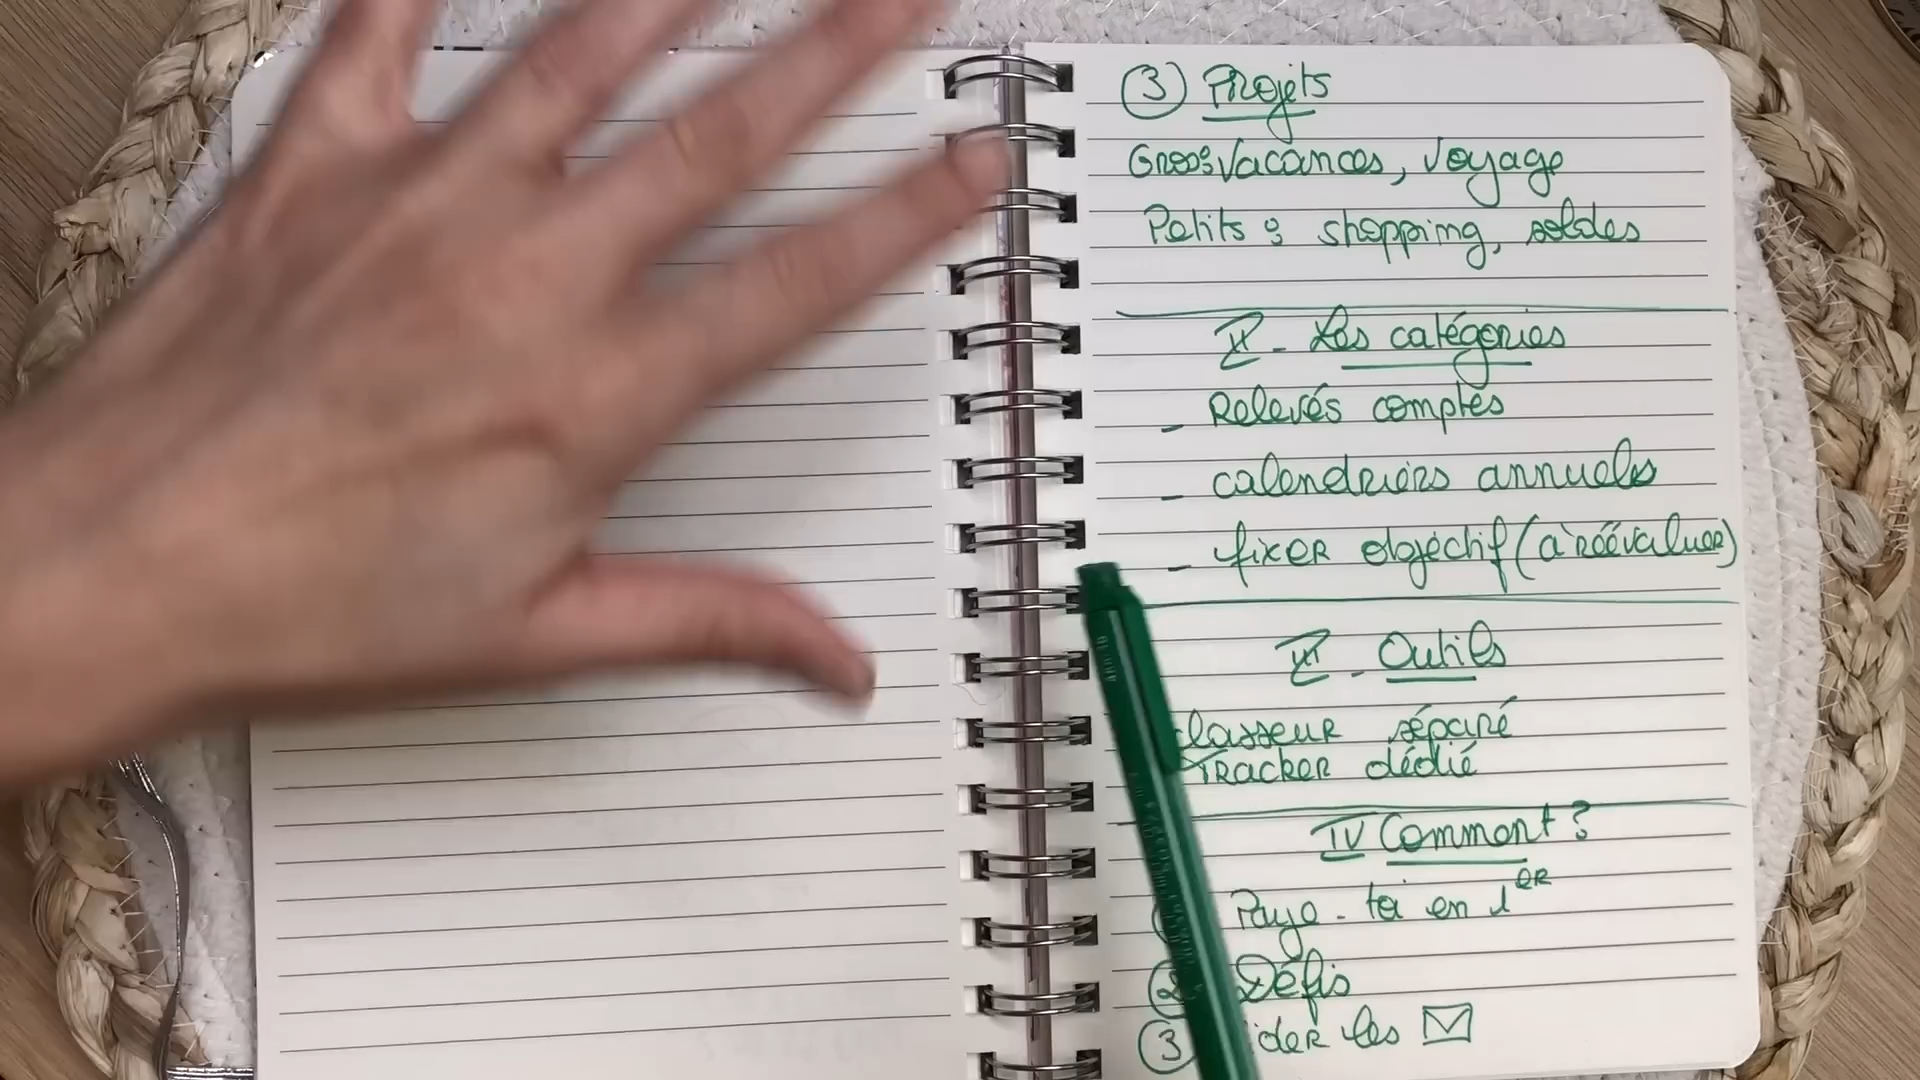 ③ Projets
Gros : Vacances, Voyage
Petits : shopping, soldes
II - Les catégories
- Relevés comptes
- calendriers annuels
- fixer objectif (à réévaluer)
III - Outils
classeur séparé
Tracker dédié
IV Comment ?
Paye-toi en 1er
② Défis
③ les